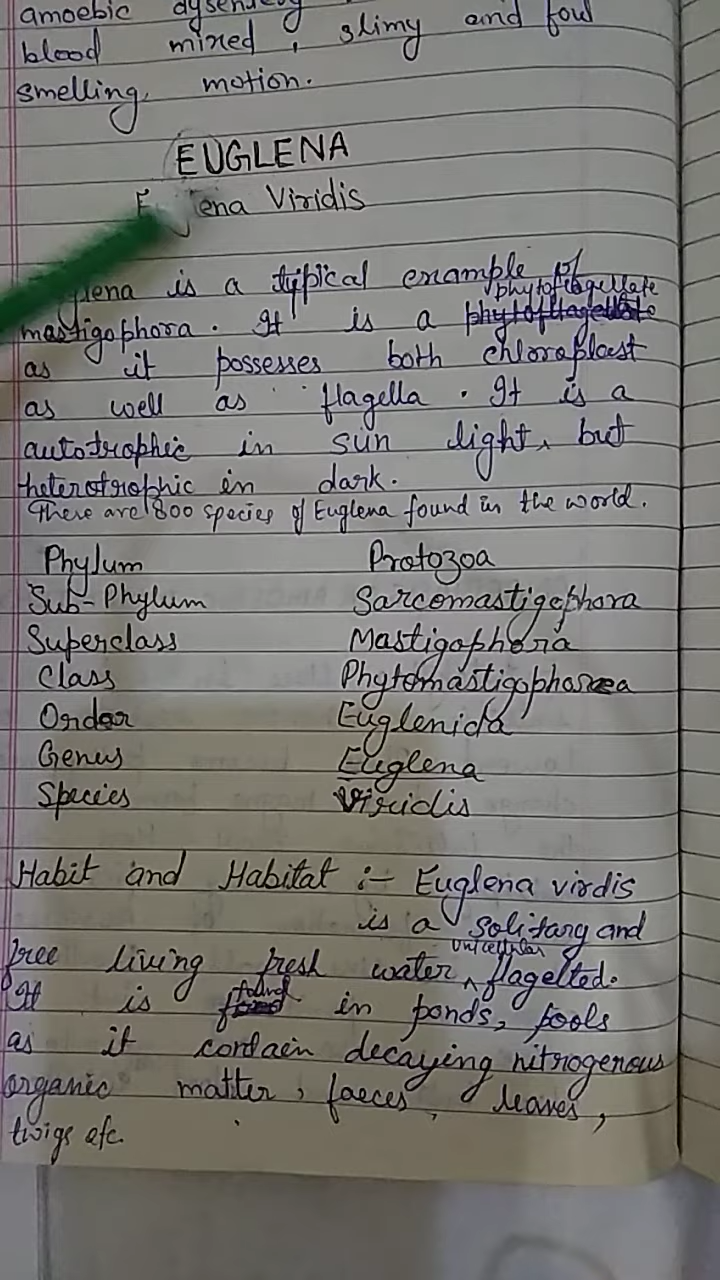 amoebic
blood mixed, slimy and foul
smelling, motion.
EUGLENA
ena Viridis
lena is a typical example of
phytoflagellate
mastigophora. It is a phytoflagellate
as it possesses both chloroplast
as well as flagella. It is a
autotrophic in sun light, but
heterotrophic in dark.
There are 800 species of Euglena found in the world.
Phylum Protozoa
Sub-Phylum Sarcomastigophora
Superclass Mastigophora
Class Phytomastigophorea
Order Euglenida
Genus Euglena
Species Viridis
Habit and Habitat :- Euglena virdis
is a solitary and
unicellular
free living fresh water ^ flagelted.
found
It is in ponds, pools
as it contain decaying nitrogenous
organic matter, faeces, leaves,
twigs etc.